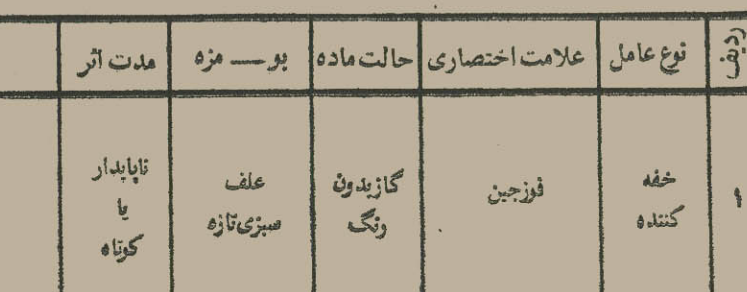 ردیف	نوع عامل	علامت اختصاری	حالت ماده	بو — مزه	مدت اثر
۱	خفه کننده	فوزجین	گاز بدون رنگ	علف سبزی تازه	ناپایدار یا کوتاه